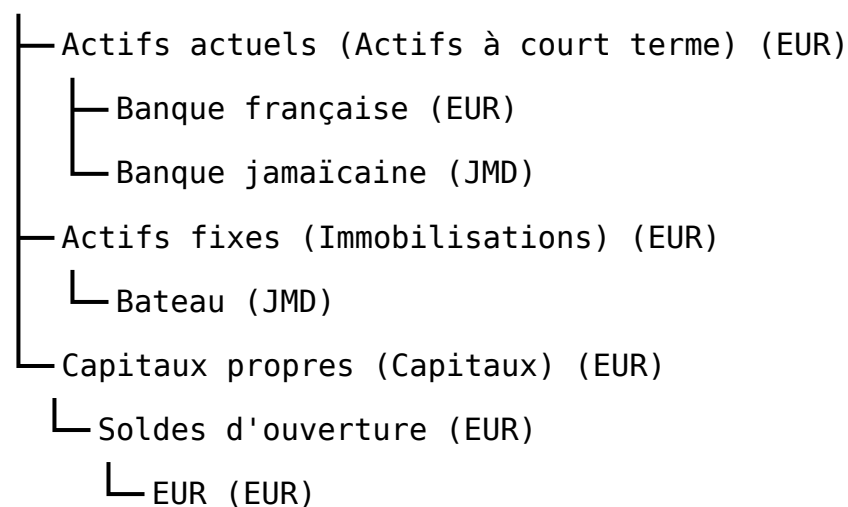 Actifs actuels (Actifs à court terme) (EUR)
Banque française (EUR)
Banque jamaïcaine (JMD)
Actifs fixes (Immobilisations) (EUR)
Bateau (JMD)
Capitaux propres (Capitaux) (EUR)
Soldes d'ouverture (EUR)
EUR (EUR)